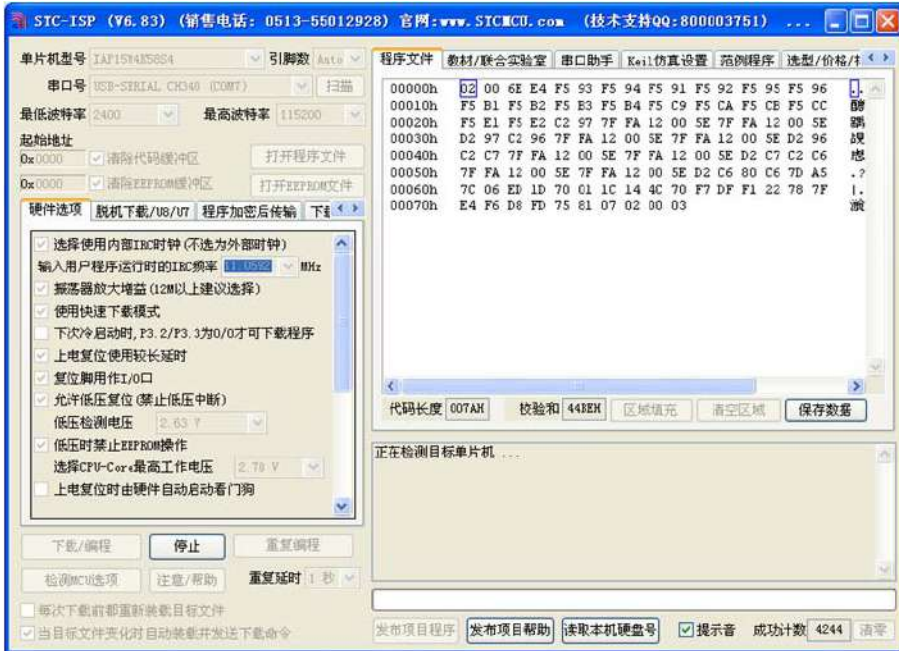 STC-ISP (V6.83) (销售电话: 0513-55012928) 官网:www.STCMCU.com (技术支持QQ:800003751) ...
单片机型号 IAP15W4K58S4 引脚数 Auto
串口号 USB-SERIAL CH340 (COM7) 扫描
最低波特率 2400 最高波特率 115200
起始地址
0x0000 清除代码缓冲区 打开程序文件
0x0000 清除EEPROM缓冲区 打开EEPROM文件
硬件选项 脱机下载/U8/U7 程序加密后传输
选择使用内部IRC时钟(不选为外部时钟)
输入用户程序运行时的IRC频率 11.0592 MHz
振荡器放大增益(12M以上建议选择)
使用快速下载模式
下次冷启动时,P3.2/P3.3为0/0才可下载程序
上电复位使用较长延时
复位脚用作I/O口
允许低压复位(禁止低压中断)
低压检测电压 2.63 V
低压时禁止EEPROM操作
选择CPU-Core最高工作电压 2.78 V
上电复位时由硬件自动启动看门狗
下载/编程 停止 重复编程
检测MCU选项 注意/帮助 重复延时 1 秒
每次下载前都重新装载目标文件
当目标文件变化时自动装载并发送下载命令
程序文件 教材/联合实验室 串口助手 Keil仿真设置 范例程序 选型/价格/
00000h 02 00 6E E4 F5 93 F5 94 F5 91 F5 92 F5 95 F5 96 .
00010h F5 B1 F5 B2 F5 B3 F5 B4 F5 C9 F5 CA F5 CB F5 CC
00020h F5 E1 F5 E2 C2 97 7F FA 12 00 5E 7F FA 12 00 5E
00030h D2 97 C2 96 7F FA 12 00 5E 7F FA 12 00 5E D2 96
00040h C2 C7 7F FA 12 00 5E 7F FA 12 00 5E D2 C7 C2 C6
00050h 7F FA 12 00 5E 7F FA 12 00 5E D2 C6 80 C6 7D A5 .?
00060h 7C 06 ED 1D 70 01 1C 14 4C 70 F7 DF F1 22 78 7F |.
00070h E4 F6 D8 FD 75 81 07 02 00 03
代码长度 007AH 校验和 44BEH 区域填充 清空区域 保存数据
正在检测目标单片机 ...
发布项目程序 发布项目帮助 读取本机硬盘号 提示音 成功计数 4244 清零